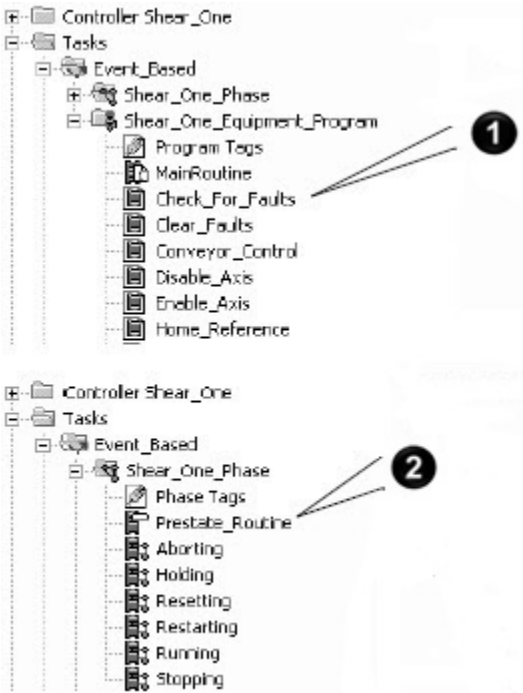 Controller Shear_One
Tasks
Event_Based
Shear_One_Phase
Shear_One_Equipment_Program
1
Program Tags
MainRoutine
Check_For_Faults
Clear_Faults
Conveyor_Control
Disable_Axis
Enable_Axis
Home_Reference
Controller Shear_One
Tasks
Event_Based
Shear_One_Phase
2
Phase Tags
Prestate_Routine
Aborting
Holding
Resetting
Restarting
Running
Stopping